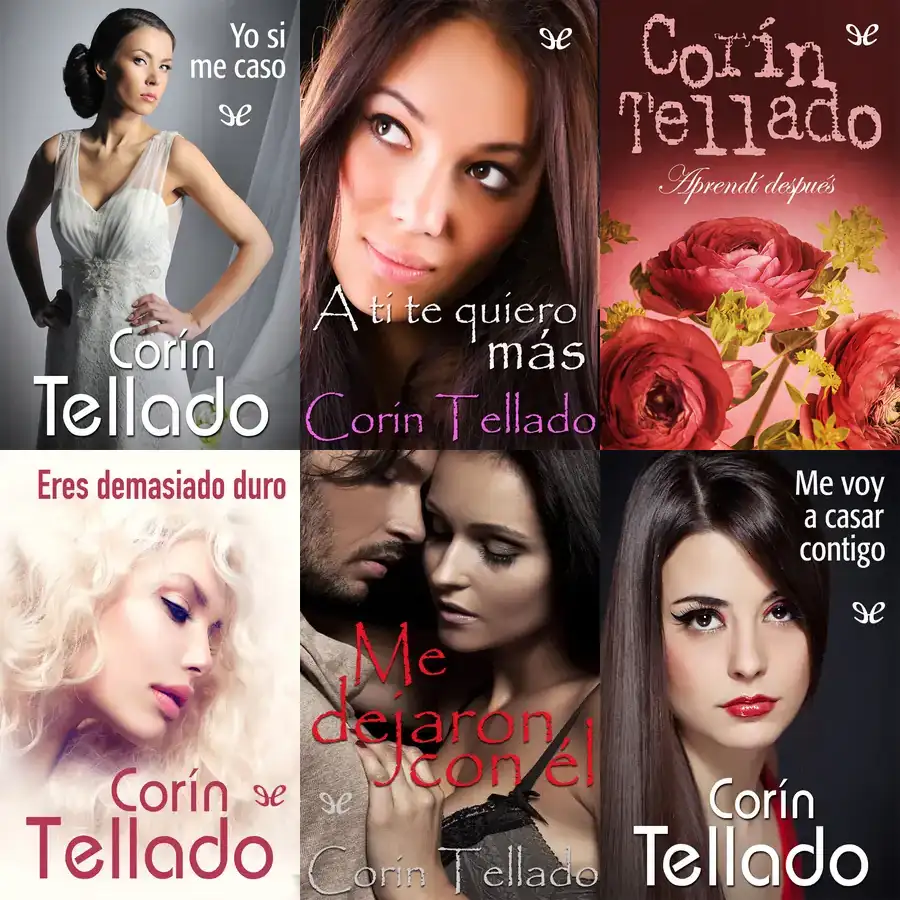 Yo si
me caso
Corín
Tellado
A ti te quiero
más
Corín Tellado
Corín
Tellado
Aprendí después
Eres demasiado duro
Corín
Tellado
Me
dejaron
con él
Corín Tellado
Me voy
a casar
contigo
Corín
Tellado